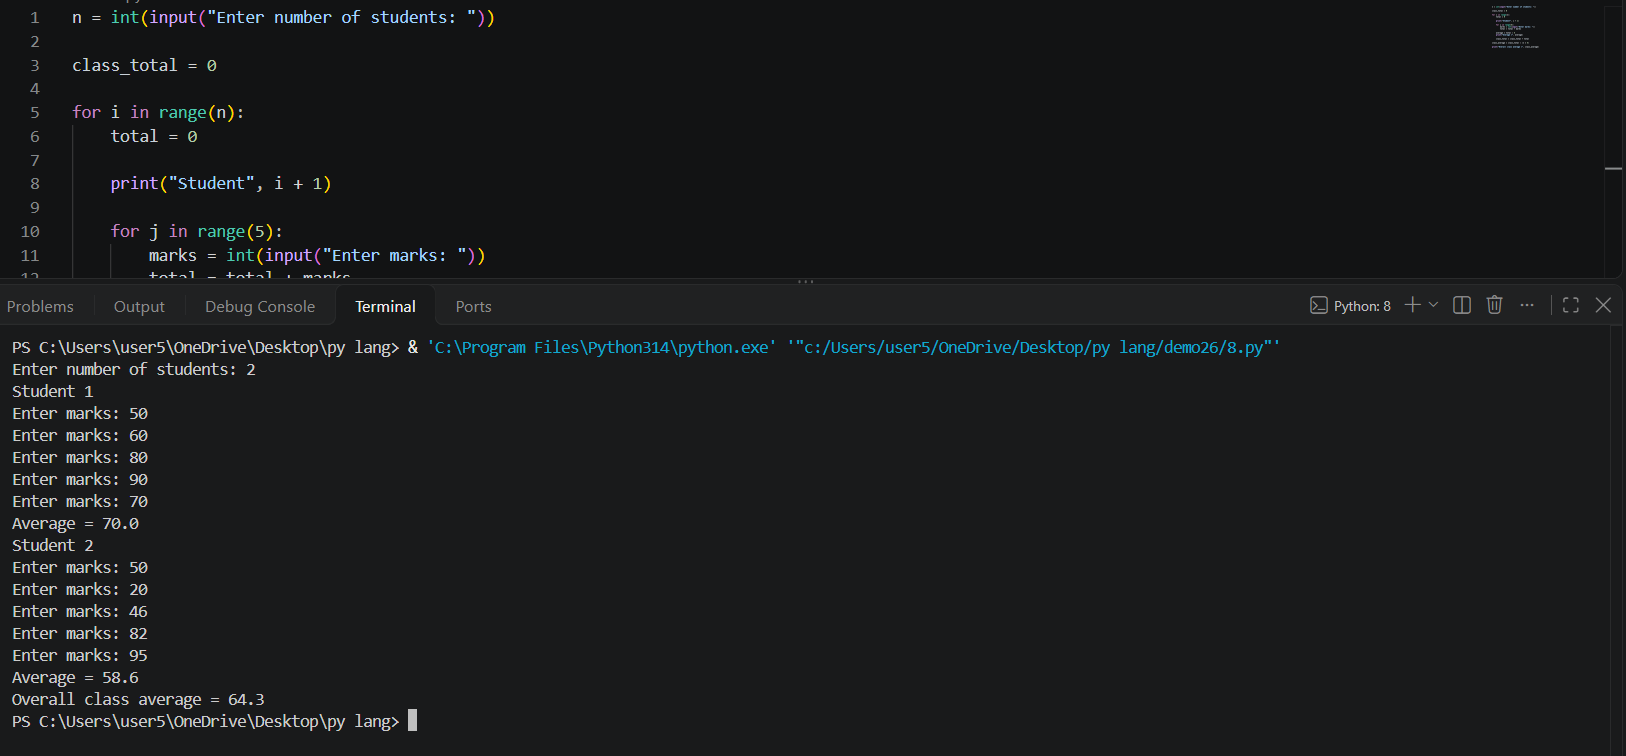 1 n = int(input("Enter number of students: "))
2
3 class_total = 0
4
5 for i in range(n):
6 total = 0
7
8 print("Student", i + 1)
9
10 for j in range(5):
11 marks = int(input("Enter marks: "))
12 total = total + marks
Problems Output Debug Console Terminal Ports Python: 8
PS C:\Users\user5\OneDrive\Desktop\py lang> & 'C:\Program Files\Python314\python.exe' '"c:/Users/user5/OneDrive/Desktop/py lang/demo26/8.py"'
Enter number of students: 2
Student 1
Enter marks: 50
Enter marks: 60
Enter marks: 80
Enter marks: 90
Enter marks: 70
Average = 70.0
Student 2
Enter marks: 50
Enter marks: 20
Enter marks: 46
Enter marks: 82
Enter marks: 95
Average = 58.6
Overall class average = 64.3
PS C:\Users\user5\OneDrive\Desktop\py lang>